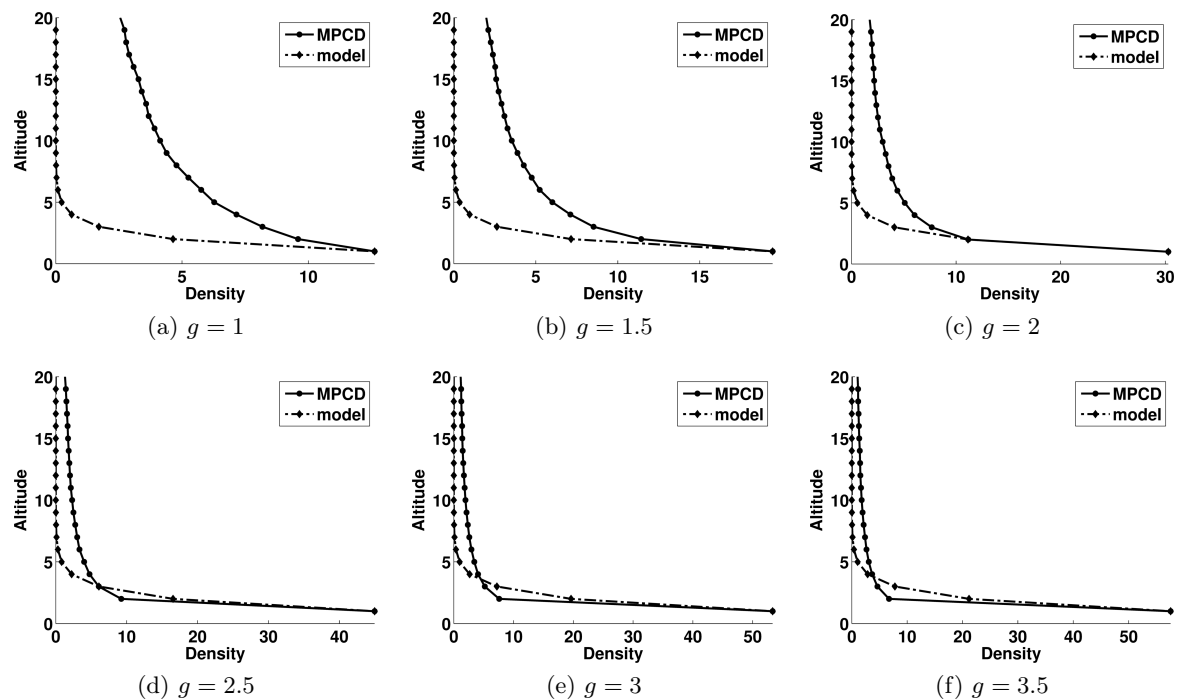 20
15
10
5
0
Altitude
MPCD
model
0 5 10
Density
(a) g = 1
20
15
10
5
0
Altitude
MPCD
model
0 5 10 15
Density
(b) g = 1.5
20
15
10
5
0
Altitude
MPCD
model
0 10 20 30
Density
(c) g = 2
20
15
10
5
0
Altitude
MPCD
model
0 10 20 30 40
Density
(d) g = 2.5
20
15
10
5
0
Altitude
MPCD
model
0 10 20 30 40 50
Density
(e) g = 3
20
15
10
5
0
Altitude
MPCD
model
0 10 20 30 40 50
Density
(f) g = 3.5